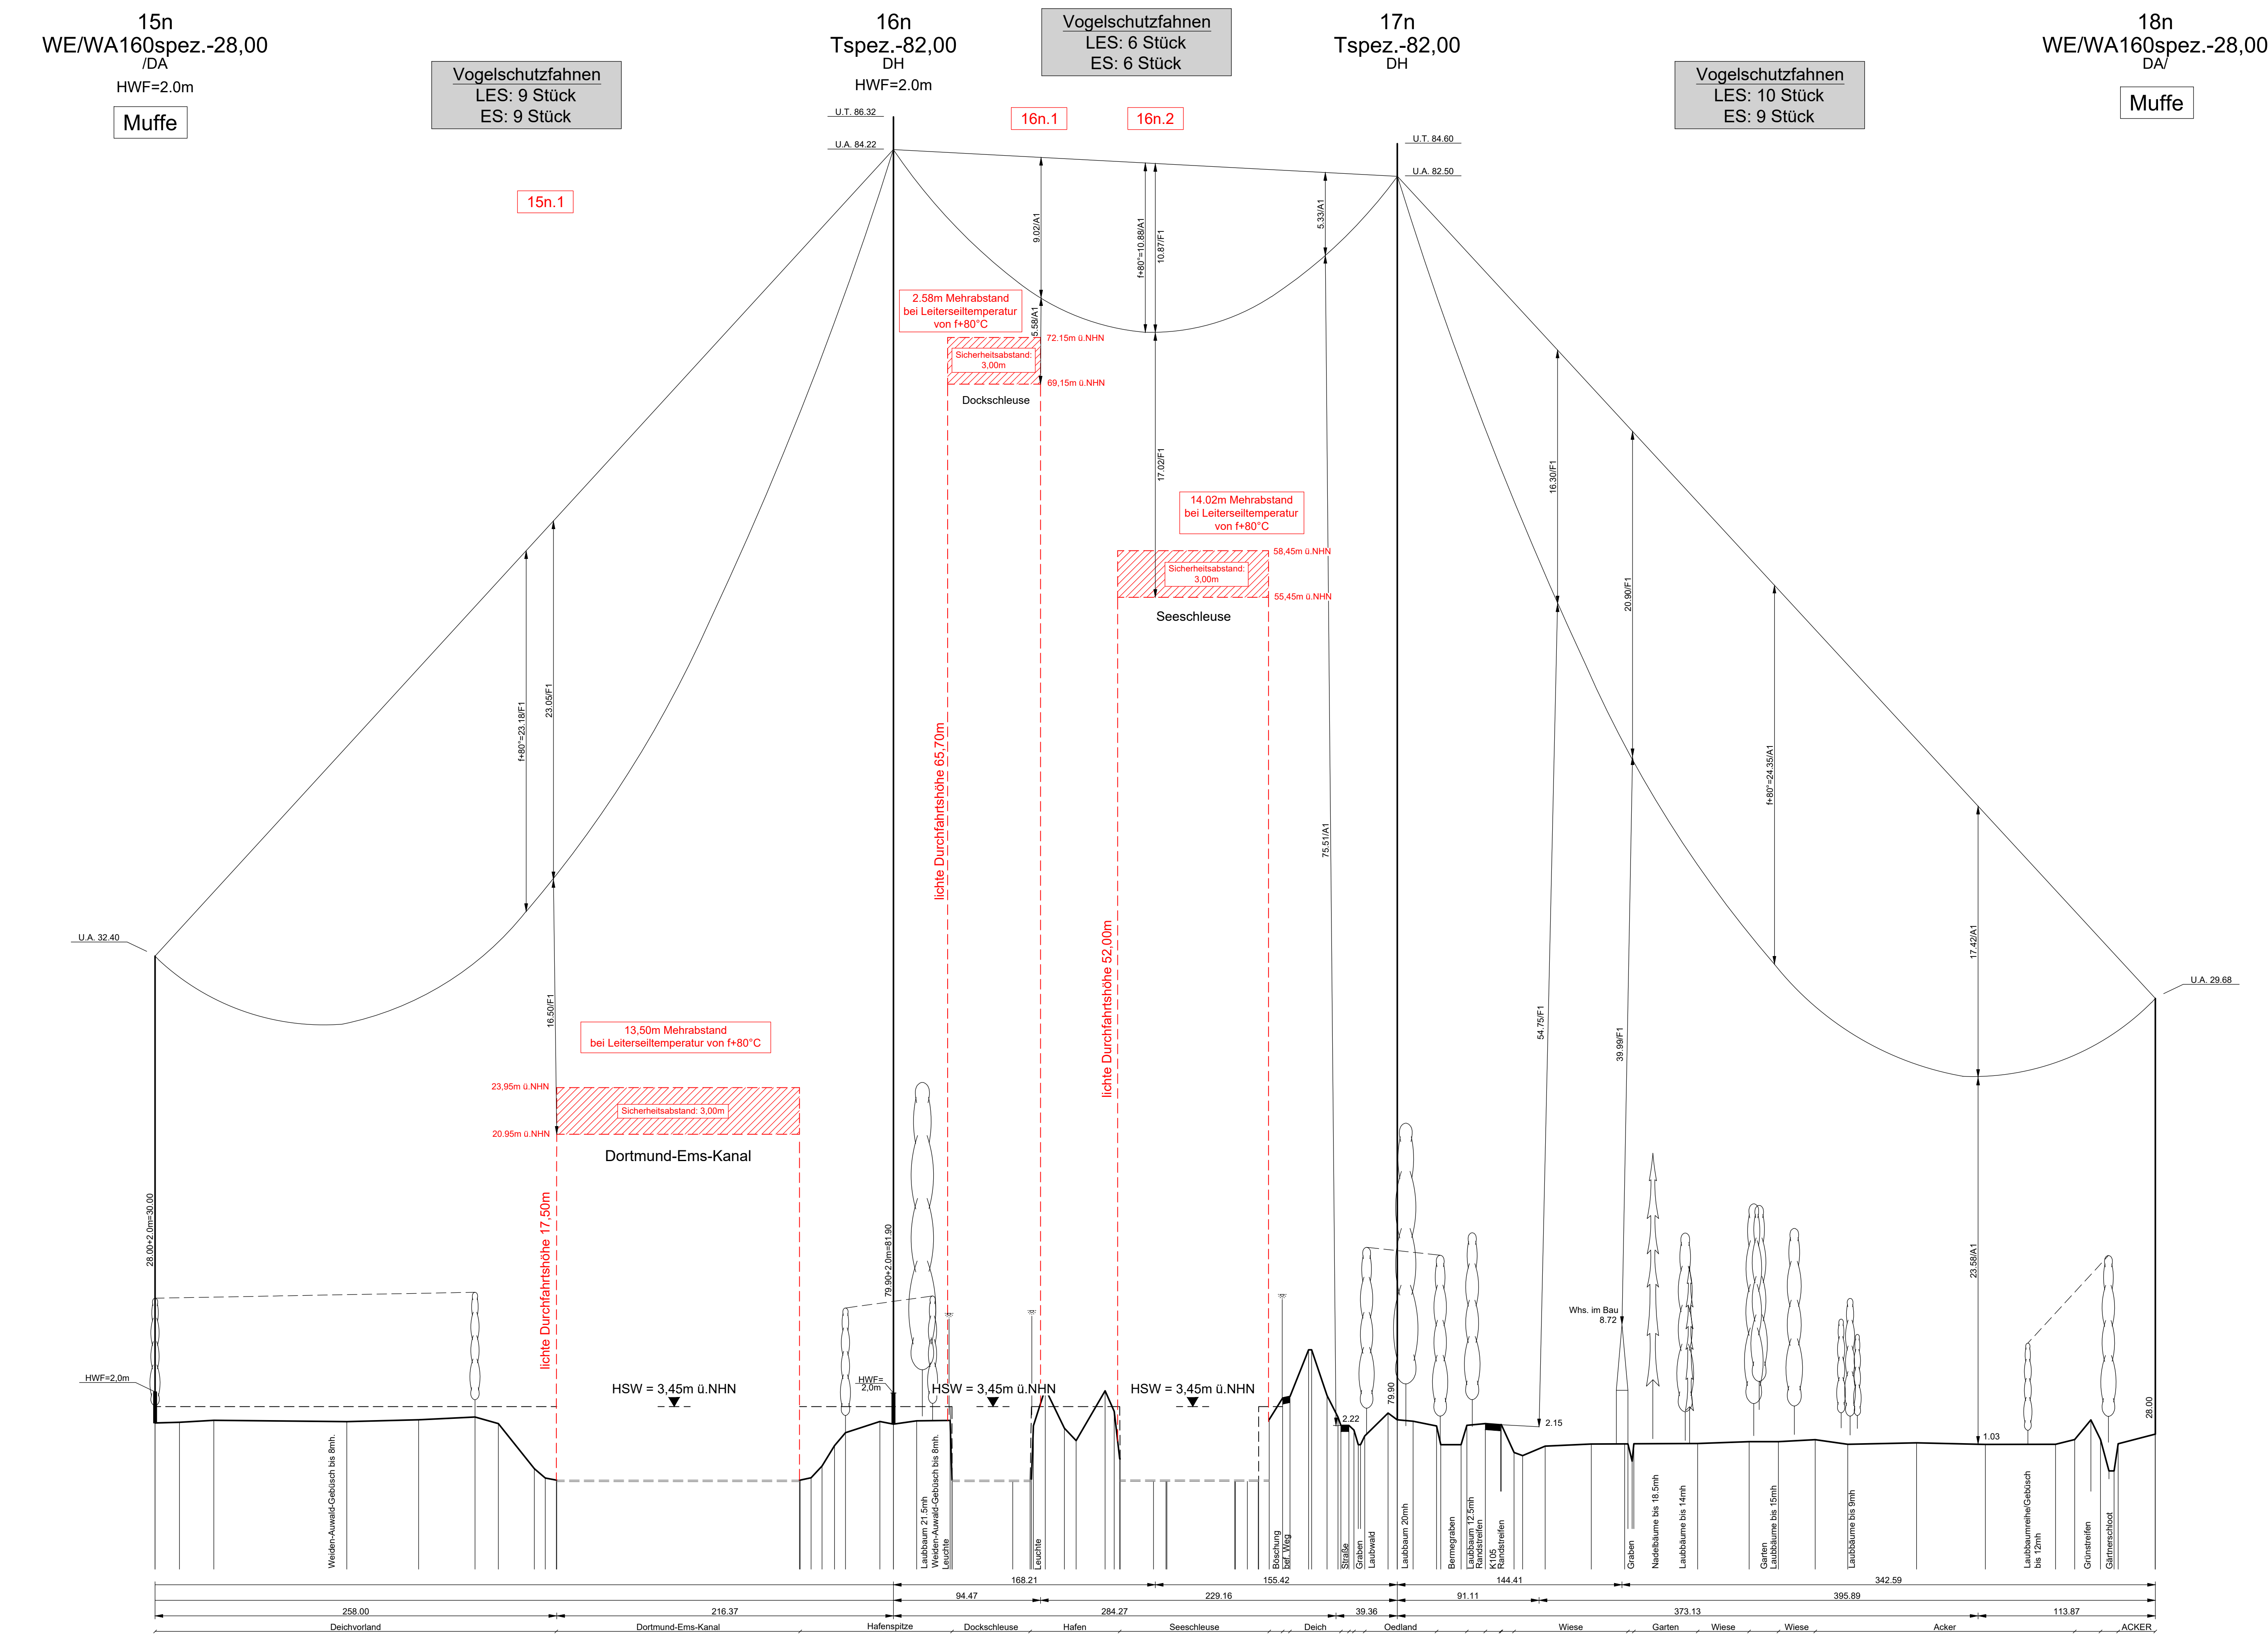 15n
WE/WA160spez.-28,00
/DA
HWF=2.0m
Muffe
Vogelschutzfahnen
LES: 9 Stück
ES: 9 Stück
16n
Tspez.-82,00
DH
HWF=2.0m
Vogelschutzfahnen
LES: 6 Stück
ES: 6 Stück
17n
Tspez.-82,00
DH
Vogelschutzfahnen
LES: 10 Stück
ES: 9 Stück
18n
WE/WA160spez.-28,00
DA/
Muffe
U.T. 86.32
U.A. 84.22
16n.1
16n.2
U.T. 84.60
U.A. 82.50
15n.1
9.02/A1
f+80°=10.88/A1
10.87/F1
5.33/A1
2.58m Mehrabstand
bei Leiterseiltemperatur
von f+80°C
5.58/A1
72.15m ü.NHN
Sicherheitsabstand:
3,00m
69,15m ü.NHN
Dockschleuse
17.02/F1
16.30/F1
14.02m Mehrabstand
bei Leiterseiltemperatur
von f+80°C
58,45m ü.NHN
Sicherheitsabstand:
3,00m
55,45m ü.NHN
Seeschleuse
20.90/F1
f+80°=23.18/F1
23.05/F1
lichte Durchfahrtshöhe 65,70m
75.51/A1
f+80°=24.35/A1
U.A. 32.40
17.42/A1
U.A. 29.68
16.50/F1
13,50m Mehrabstand
bei Leiterseiltemperatur von f+80°C
lichte Durchfahrtshöhe 52,00m
54.75/F1
39.99/F1
23,95m ü.NHN
Sicherheitsabstand: 3,00m
20.95m ü.NHN
Dortmund-Ems-Kanal
28.00+2.0m=30.00
lichte Durchfahrtshöhe 17,50m
79.90+2.0m=81.90
23.58/A1
Whs. im Bau
8.72
HWF=2,0m
HWF=
2,0m
HSW = 3,45m ü.NHN
HSW = 3,45m ü.NHN
HSW = 3,45m ü.NHN
79.90
28.00
2.22
2.15
1.03
Weiden-Auwald-Gebüsch bis 8mh.
Laubbaum 21.5mh
Weiden-Auwald-Gebüsch bis 8mh.
Leuchte
Leuchte
Böschung
bef. Weg
Straße
Graben
Laubwald
Laubbaum 20mh
Bermegraben
Laubbaum 12.5mh
Randstreifen
K105
Randstreifen
Graben
Nadelbäume bis 18.5mh
Laubbäume bis 14mh
Garten
Laubbäume bis 15mh
Laubbäume bis 9mh
Laubbaumreihe/Gebüsch
bis 12mh
Grünstreifen
Gärtnerschloot
168.21
155.42
144.41
342.59
94.47
229.16
91.11
395.89
258.00
216.37
284.27
39.36
373.13
113.87
Deichvorland
Dortmund-Ems-Kanal
Hafenspitze
Dockschleuse
Hafen
Seeschleuse
Deich
Oedland
Wiese
Garten
Wiese
Wiese
Acker
ACKER